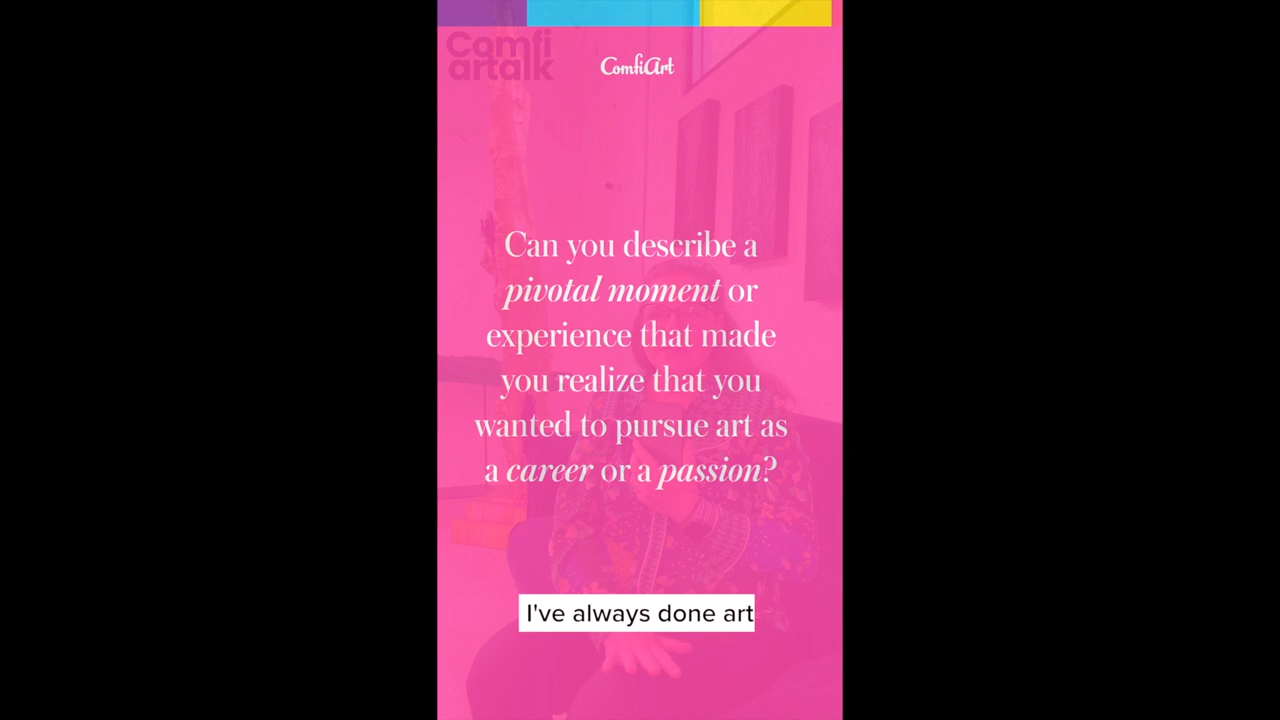 Comfi
artalk
ComfiArt
Can you describe a
pivotal moment or
experience that made
you realize that you
wanted to pursue art as
a career or a passion?
I've always done art